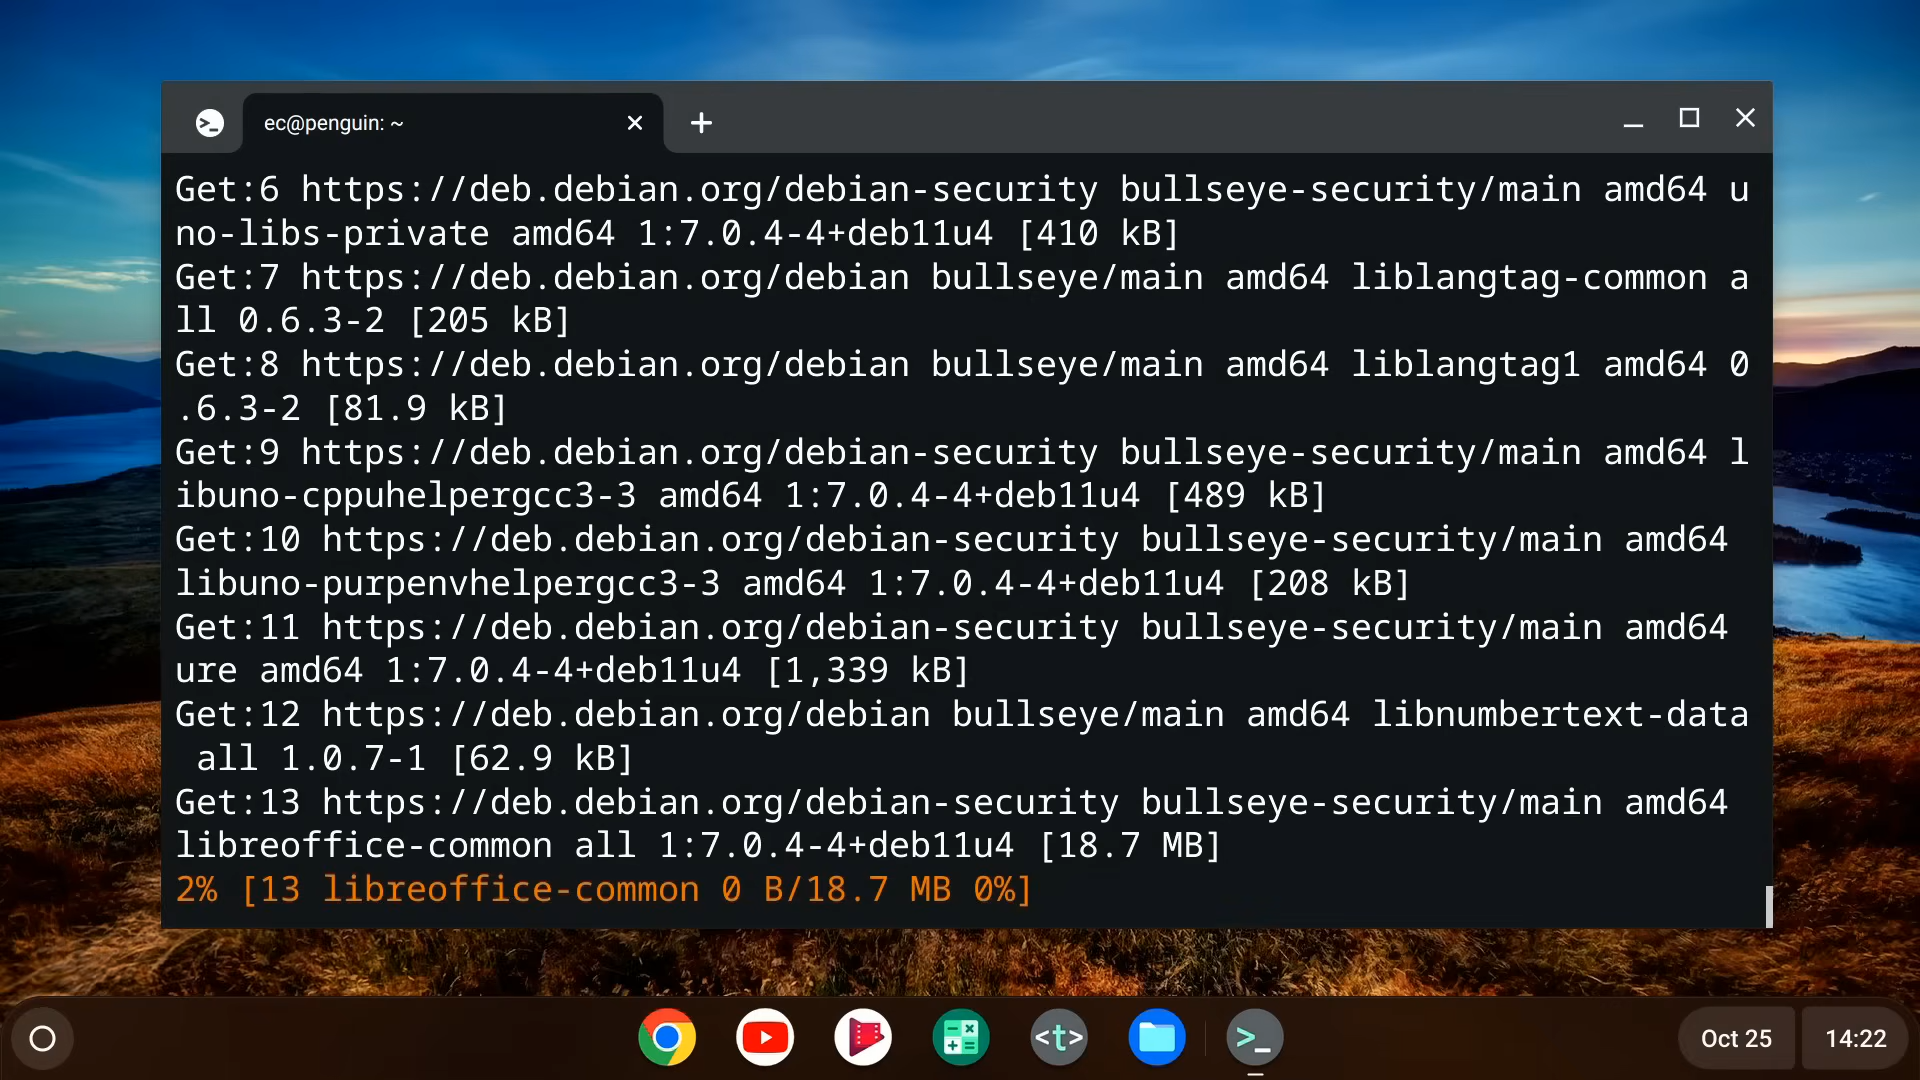 ec@penguin: ~
Get:6 https://deb.debian.org/debian-security bullseye-security/main amd64 u
no-libs-private amd64 1:7.0.4-4+deb11u4 [410 kB]
Get:7 https://deb.debian.org/debian bullseye/main amd64 liblangtag-common a
ll 0.6.3-2 [205 kB]
Get:8 https://deb.debian.org/debian bullseye/main amd64 liblangtag1 amd64 0
.6.3-2 [81.9 kB]
Get:9 https://deb.debian.org/debian-security bullseye-security/main amd64 l
ibuno-cppuhelpergcc3-3 amd64 1:7.0.4-4+deb11u4 [489 kB]
Get:10 https://deb.debian.org/debian-security bullseye-security/main amd64
libuno-purpenvhelpergcc3-3 amd64 1:7.0.4-4+deb11u4 [208 kB]
Get:11 https://deb.debian.org/debian-security bullseye-security/main amd64
ure amd64 1:7.0.4-4+deb11u4 [1,339 kB]
Get:12 https://deb.debian.org/debian bullseye/main amd64 libnumbertext-data
 all 1.0.7-1 [62.9 kB]
Get:13 https://deb.debian.org/debian-security bullseye-security/main amd64
libreoffice-common all 1:7.0.4-4+deb11u4 [18.7 MB]
2% [13 libreoffice-common 0 B/18.7 MB 0%]
<t>
Oct 25
14:22